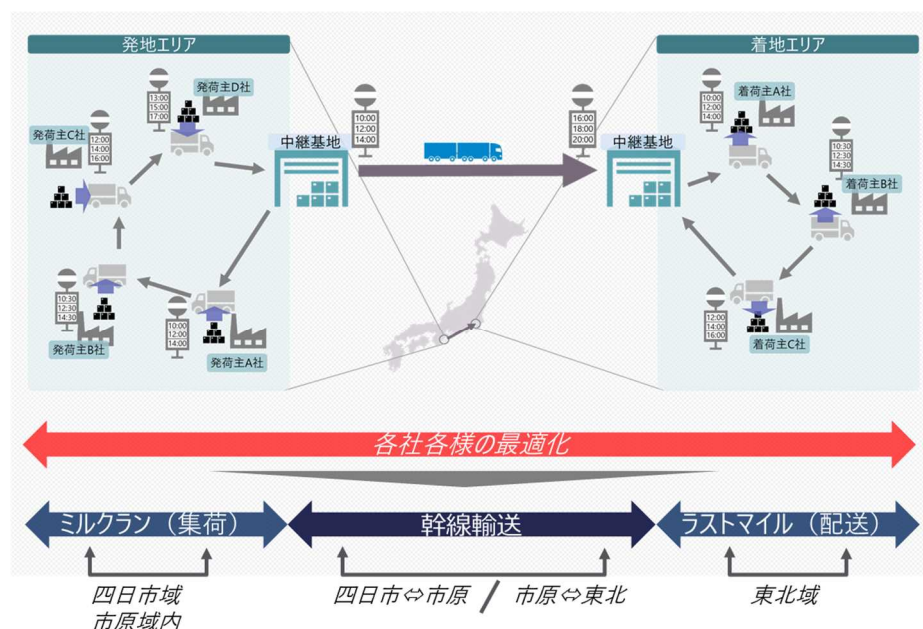 発地エリア
着地エリア
発荷主D社
13:00
15:00
17:00
発荷主C社
12:00
14:00
16:00
中継基地
10:00
12:00
14:00
16:00
18:00
20:00
中継基地
10:00
12:00
14:00
着荷主A社
10:30
12:30
14:30
着荷主B社
10:30
12:30
14:30
発荷主B社
10:00
12:00
14:00
発荷主A社
12:00
14:00
16:00
着荷主C社
各社各様の最適化
ミルクラン（集荷）
幹線輸送
ラストマイル（配送）
四日市域
市原域内
四日市⇔市原 / 市原⇔東北
東北域